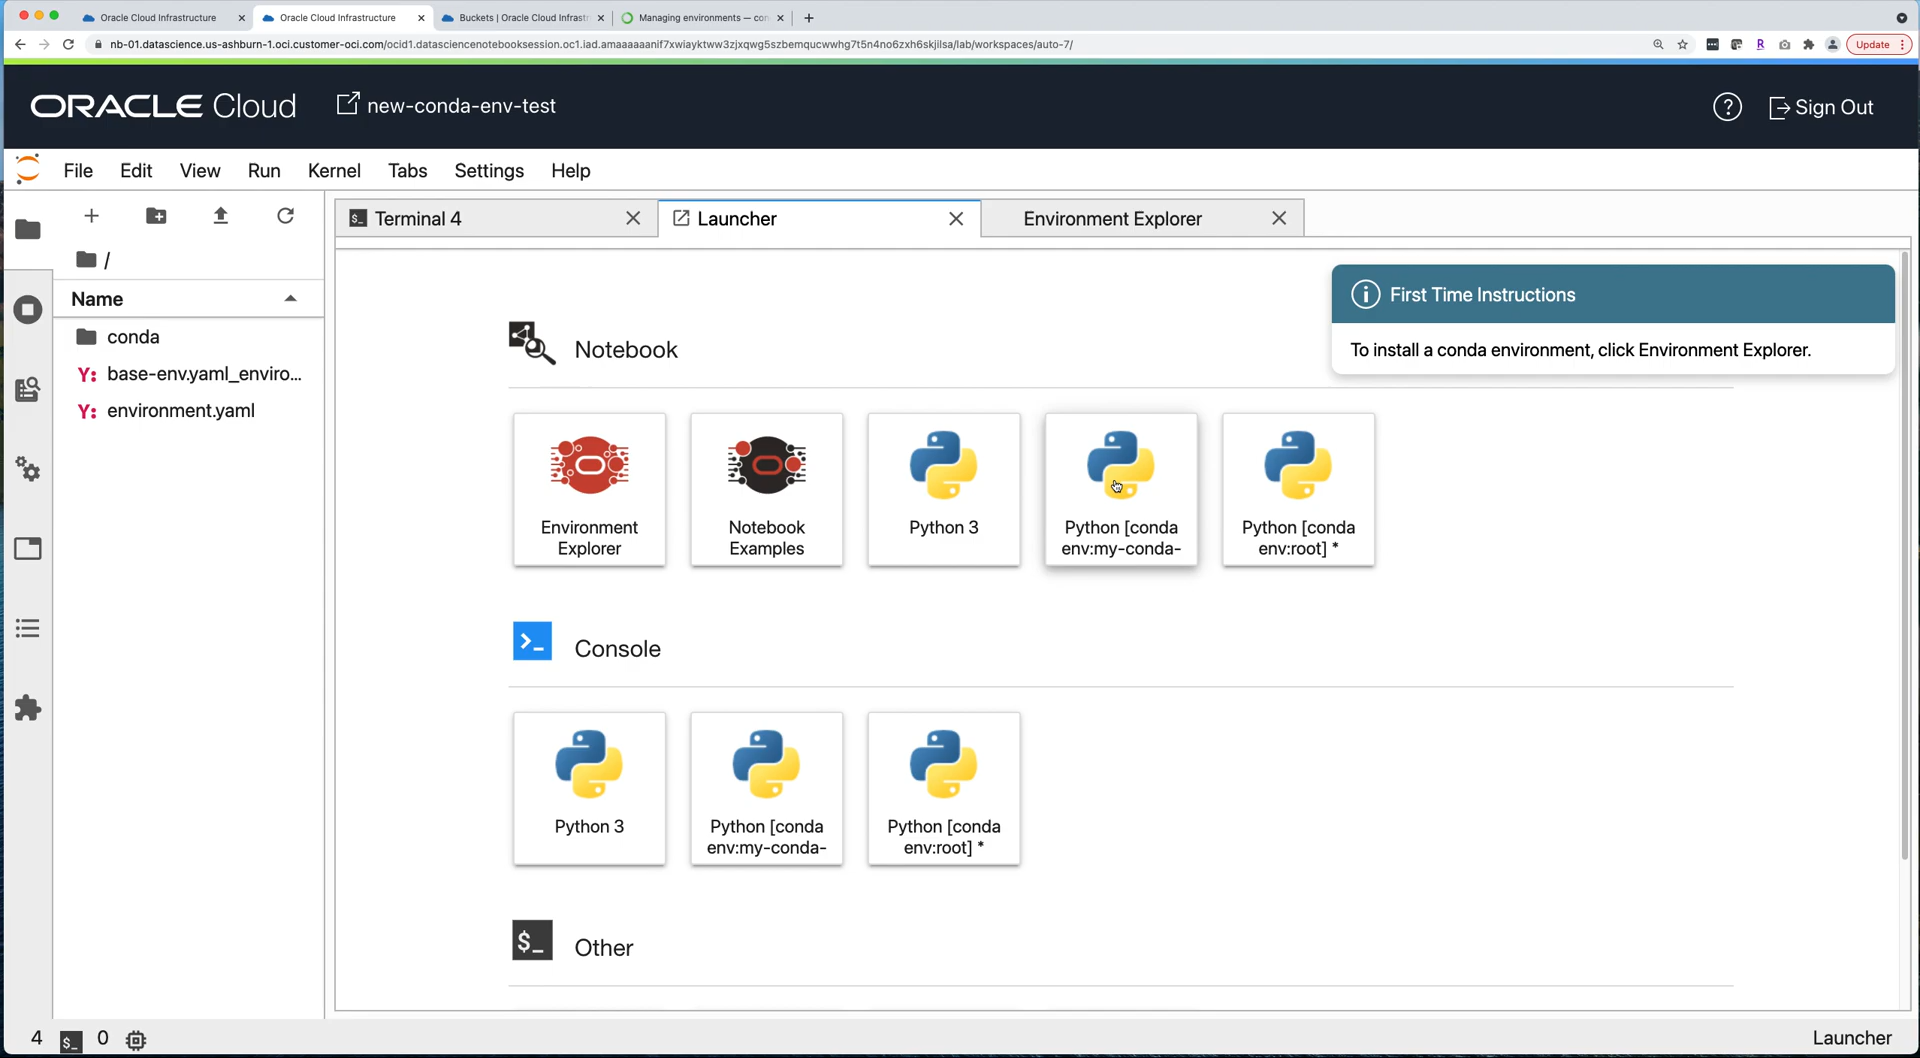 Oracle Cloud Infrastructure
Oracle Cloud Infrastructure
Buckets | Oracle Cloud Infrastr
Managing environments — con
nb-01.datascience.us-ashburn-1.oci.customer-oci.com/ocid1.datasciencenotebooksession.oc1.iad.amaaaaaanif7xwiayktww3zjxqwg5szbemqucwwhg7t5n4no6zxh6skjilsa/lab/workspaces/auto-7/
Update
ORACLE Cloud
new-conda-env-test
Sign Out
File Edit View Run Kernel Tabs Settings Help
/
Name
conda
Y: base-env.yaml_enviro...
Y: environment.yaml
$_ Terminal 4
Launcher
Environment Explorer
First Time Instructions
To install a conda environment, click Environment Explorer.
Notebook
Environment
Explorer
Notebook
Examples
Python 3
Python [conda
env:my-conda-
Python [conda
env:root] *
Console
Python 3
Python [conda
env:my-conda-
Python [conda
env:root] *
$_ Other
4 $_ 0
Launcher